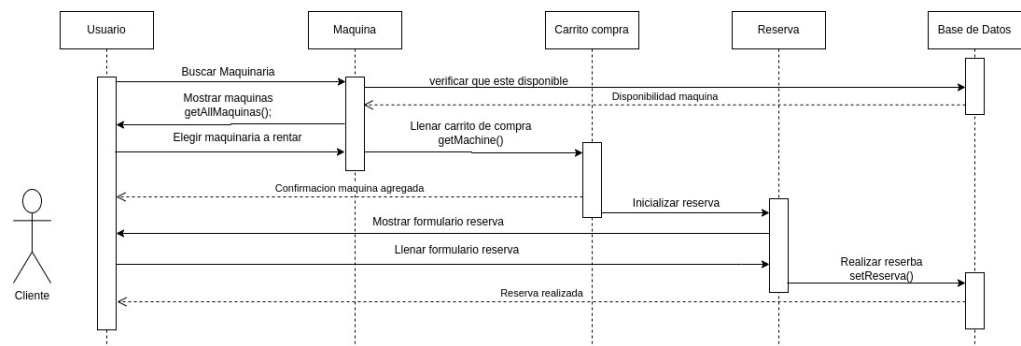 Usuario
Maquina
Carrito compra
Reserva
Base de Datos
Buscar Maquinaria
verificar que este disponible
Disponibilidad maquina
Mostrar maquinas
getAllMaquinas();
Elegir maquinaria a rentar
Llenar carrito de compra
getMachine()
Confirmacion maquina agregada
Inicializar reserva
Mostrar formulario reserva
Llenar formulario reserva
Realizar reserba
setReserva()
Reserva realizada
Cliente